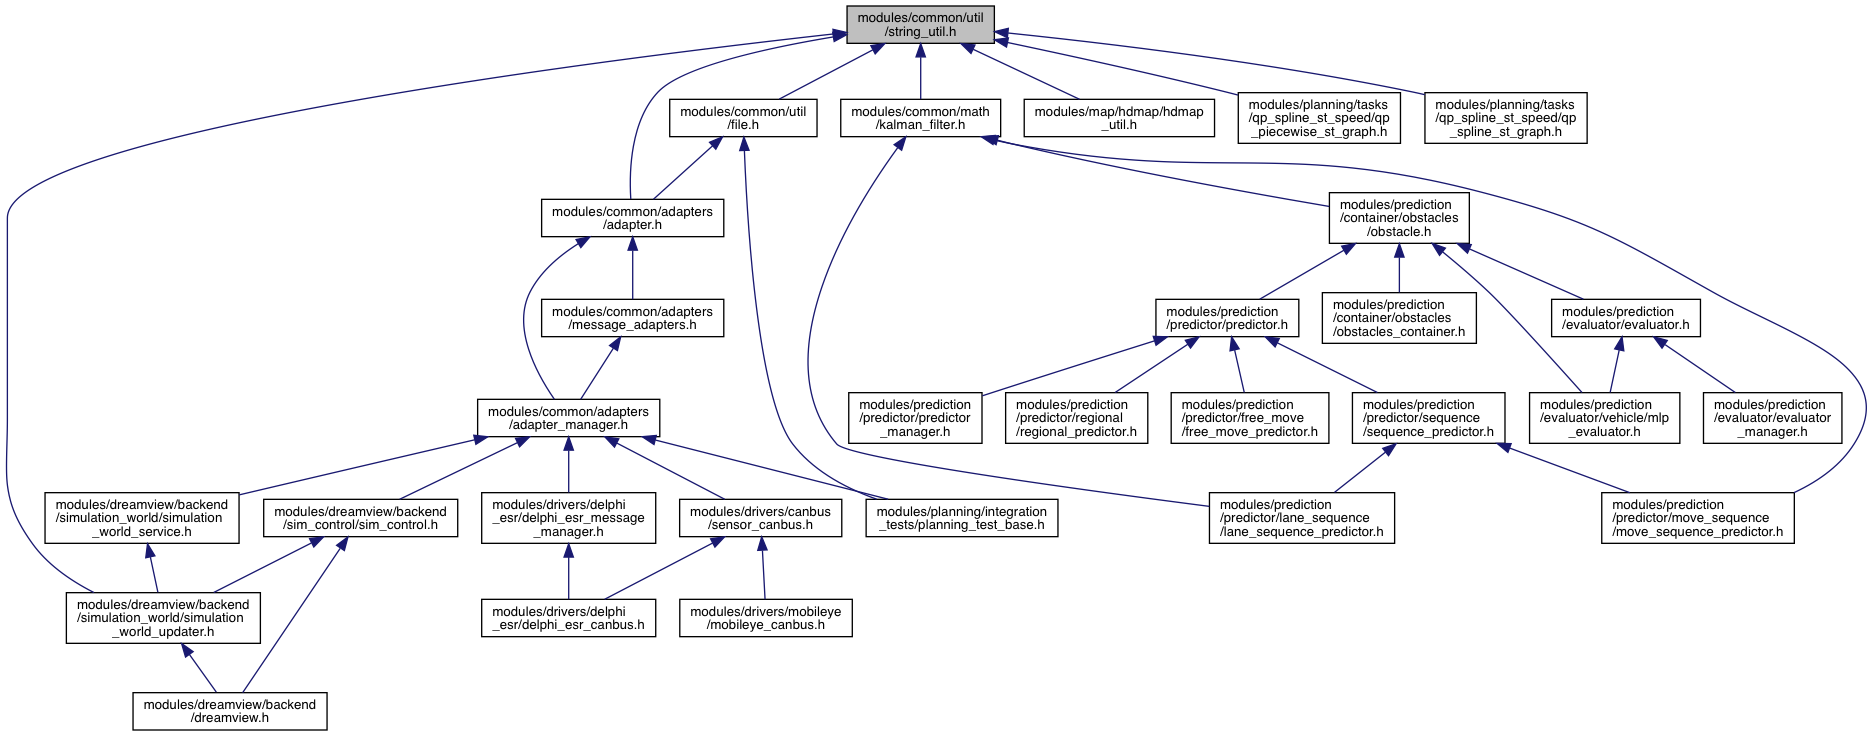 modules/common/util
/string_util.h
modules/common/util
/file.h
modules/common/math
/kalman_filter.h
modules/map/hdmap/hdmap
_util.h
modules/planning/tasks
/qp_spline_st_speed/qp
_piecewise_st_graph.h
modules/planning/tasks
/qp_spline_st_speed/qp
_spline_st_graph.h
modules/common/adapters
/adapter.h
modules/prediction
/container/obstacles
/obstacle.h
modules/common/adapters
/message_adapters.h
modules/prediction
/predictor/predictor.h
modules/prediction
/container/obstacles
/obstacles_container.h
modules/prediction
/evaluator/evaluator.h
modules/common/adapters
/adapter_manager.h
modules/prediction
/predictor/predictor
_manager.h
modules/prediction
/predictor/regional
/regional_predictor.h
modules/prediction
/predictor/free_move
/free_move_predictor.h
modules/prediction
/predictor/sequence
/sequence_predictor.h
modules/prediction
/evaluator/vehicle/mlp
_evaluator.h
modules/prediction
/evaluator/evaluator
_manager.h
modules/dreamview/backend
/simulation_world/simulation
_world_service.h
modules/dreamview/backend
/sim_control/sim_control.h
modules/drivers/delphi
_esr/delphi_esr_message
_manager.h
modules/drivers/canbus
/sensor_canbus.h
modules/planning/integration
_tests/planning_test_base.h
modules/prediction
/predictor/lane_sequence
/lane_sequence_predictor.h
modules/prediction
/predictor/move_sequence
/move_sequence_predictor.h
modules/dreamview/backend
/simulation_world/simulation
_world_updater.h
modules/drivers/delphi
_esr/delphi_esr_canbus.h
modules/drivers/mobileye
/mobileye_canbus.h
modules/dreamview/backend
/dreamview.h